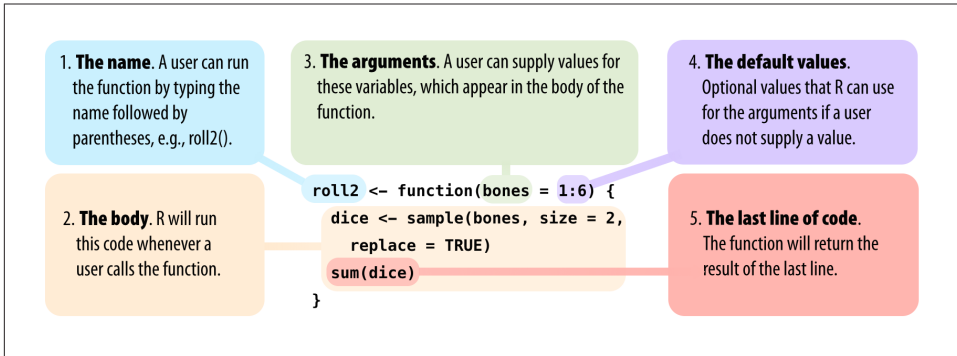 1. The name. A user can run
the function by typing the
name followed by
parentheses, e.g., roll2().
3. The arguments. A user can supply values for
these variables, which appear in the body of the
function.
4. The default values.
Optional values that R can use
for the arguments if a user
does not supply a value.
2. The body. R will run
this code whenever a
user calls the function.
roll2 <- function(bones = 1:6) {
dice <- sample(bones, size = 2,
replace = TRUE)
sum(dice)
}
5. The last line of code.
The function will return the
result of the last line.